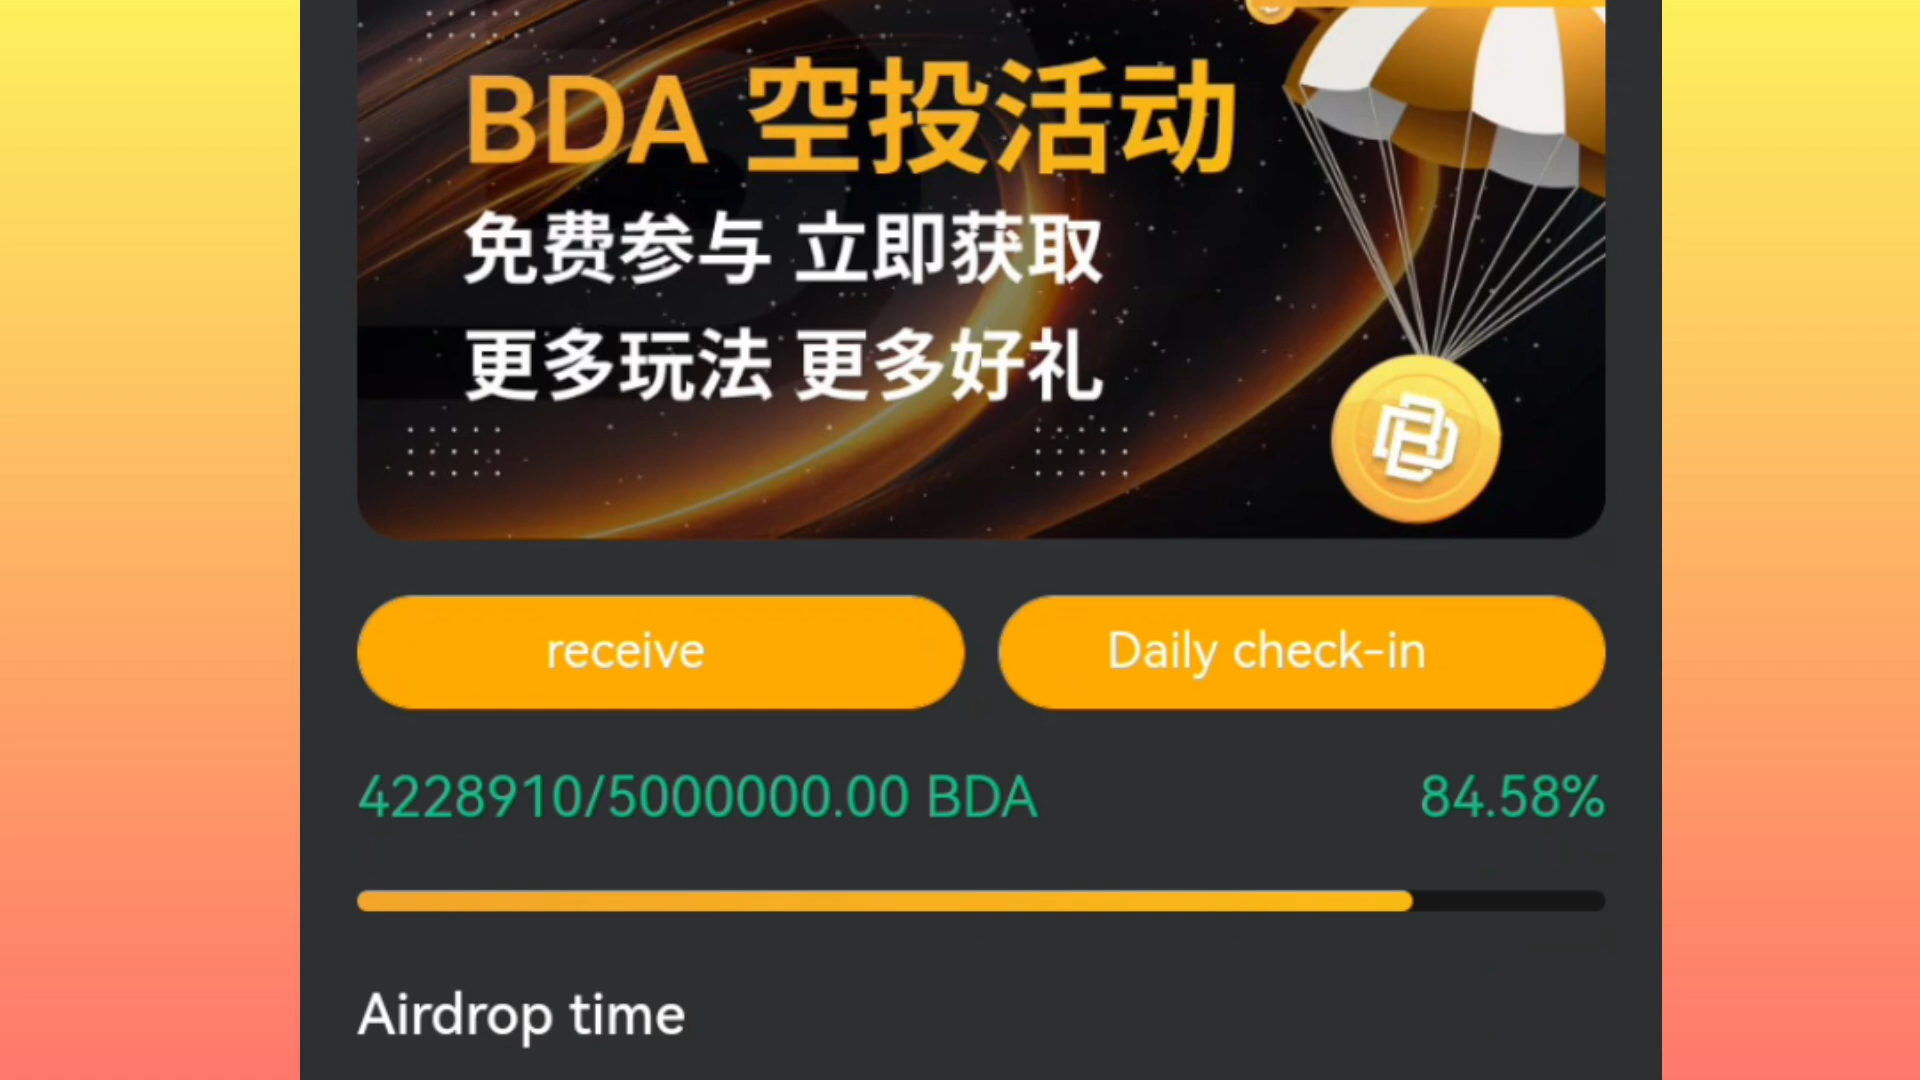 BDA 空投活动
免费参与 立即获取
更多玩法 更多好礼
receive
Daily check-in
4228910/5000000.00 BDA
84.58%
Airdrop time